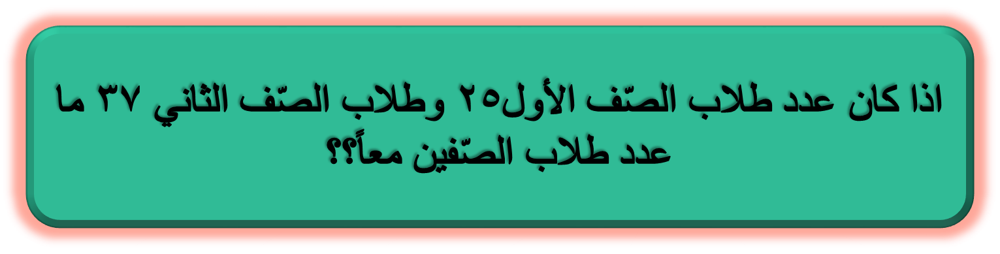 اذا كان عدد طلاب الصّف الأول٢٥ وطلاب الصّف الثاني ٣٧ ما
عدد طلاب الصّفين معاً؟؟